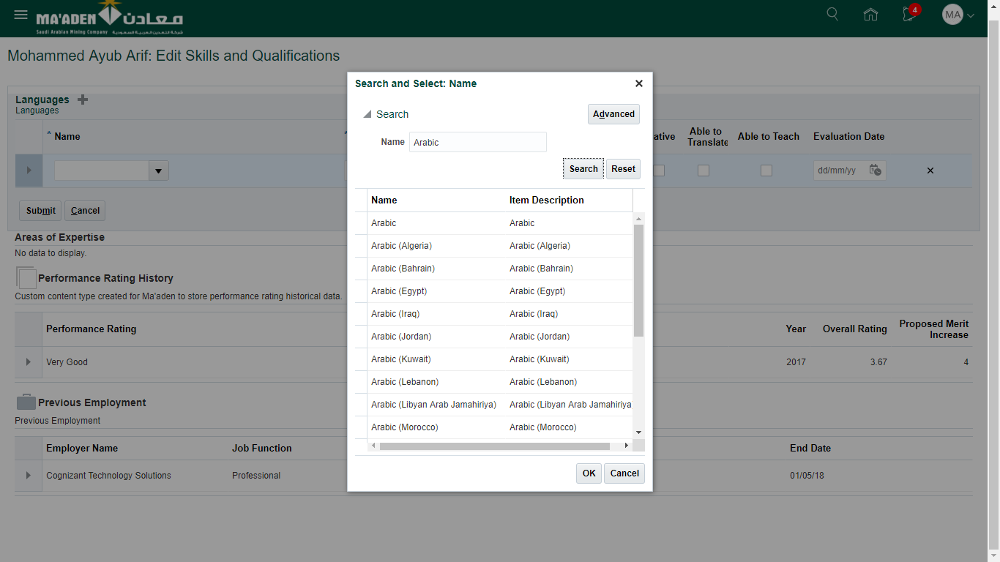 MA'ADEN معادن
Saudi Arabian Mining Company شركة التعدين العربية السعودية
4
MA
Mohammed Ayub Arif: Edit Skills and Qualifications
Languages
Languages
* Name
*
ative
Able to Translate
Able to Teach
Evaluation Date
dd/mm/yy
Submit
Cancel
Areas of Expertise
No data to display.
Performance Rating History
Custom content type created for Ma'aden to store performance rating historical data.
Performance Rating
Year
Overall Rating
Proposed Merit
Increase
Very Good
2017
3.67
4
Previous Employment
Previous Employment
Employer Name
Job Function
End Date
Cognizant Technology Solutions
Professional
01/05/18
Search and Select: Name
Search
Advanced
Name
Arabic
Search
Reset
Name Item Description
Arabic Arabic
Arabic (Algeria) Arabic (Algeria)
Arabic (Bahrain) Arabic (Bahrain)
Arabic (Egypt) Arabic (Egypt)
Arabic (Iraq) Arabic (Iraq)
Arabic (Jordan) Arabic (Jordan)
Arabic (Kuwait) Arabic (Kuwait)
Arabic (Lebanon) Arabic (Lebanon)
Arabic (Libyan Arab Jamahiriya) Arabic (Libyan Arab Jamahiriya
Arabic (Morocco) Arabic (Morocco)
OK
Cancel